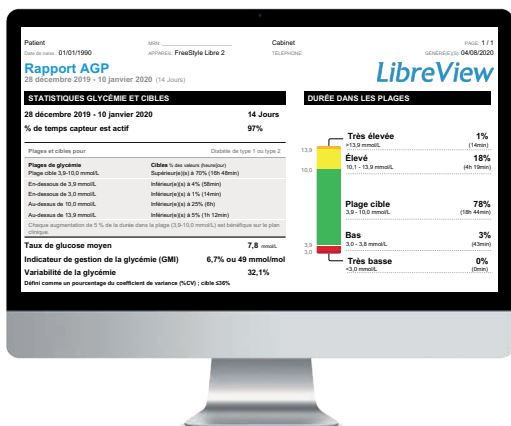 Patient
MRN:
Cabinet
PAGE: 1 / 1
Date de naiss.: 01/01/1990
APPAREIL: FreeStyle Libre 2
TÉLÉPHONE:
GÉNÉRÉ(E)(S): 04/08/2020
Rapport AGP
28 décembre 2019 - 10 janvier 2020 (14 Jours)
LibreView
STATISTIQUES GLYCÉMIE ET CIBLES
28 décembre 2019 - 10 janvier 2020 14 Jours
% de temps capteur est actif 97%
Plages et cibles pour Diabète de type 1 ou type 2
Plages de glycémie Cibles % des valeurs (heure/jour)
Plage cible 3,9-10,0 mmol/L Supérieur(e)(s) à 70% (16h 48min)
En-dessous de 3,9 mmol/L Inférieur(e)(s) à 4% (58min)
En-dessous de 3,0 mmol/L Inférieur(e)(s) à 1% (14min)
Au-dessus de 10,0 mmol/L Inférieur(e)(s) à 25% (6h)
Au-dessus de 13,9 mmol/L Inférieur(e)(s) à 5% (1h 12min)
Chaque augmentation de 5 % de la durée dans la plage (3,9-10,0 mmol/L) est bénéfique sur le plan
clinique.
Taux de glucose moyen 7,8 mmol/L
Indicateur de gestion de la glycémie (GMI) 6,7% ou 49 mmol/mol
Variabilité de la glycémie 32,1%
Défini comme un pourcentage du coefficient de variance (%CV) ; cible ≤36%
DURÉE DANS LES PLAGES
13,9
10,0
3,9
3,0
Très élevée 1%
>13,9 mmol/L (14min)
Élevé 18%
10,1 - 13,9 mmol/L (4h 19min)
Plage cible 78%
3,9 - 10,0 mmol/L (18h 44min)
Bas 3%
3,0 - 3,8 mmol/L (43min)
Très basse 0%
<3,0 mmol/L (0min)